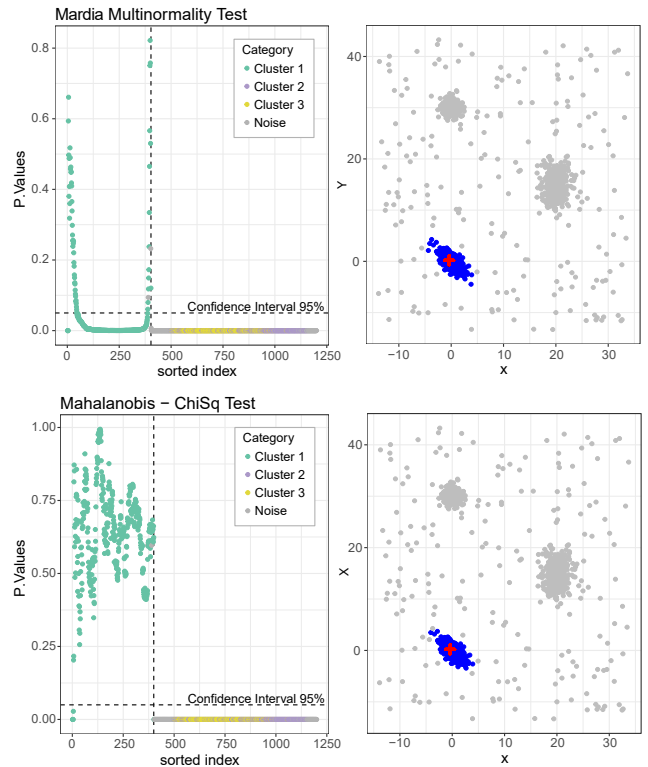 Mardia Multinormality Test
P.Values
0.8
0.6
0.4
0.2
0.0
Category
Cluster 1
Cluster 2
Cluster 3
Noise
Confidence Interval 95%
0
250
500
750
1000
1250
sorted index
Y
40
20
0
−10
0
10
20
30
X
Mahalanobis − ChiSq Test
P.Values
1.00
0.75
0.50
0.25
0.00
Category
Cluster 1
Cluster 2
Cluster 3
Noise
Confidence Interval 95%
0
250
500
750
1000
1250
sorted index
X
40
20
0
−10
0
10
20
30
X